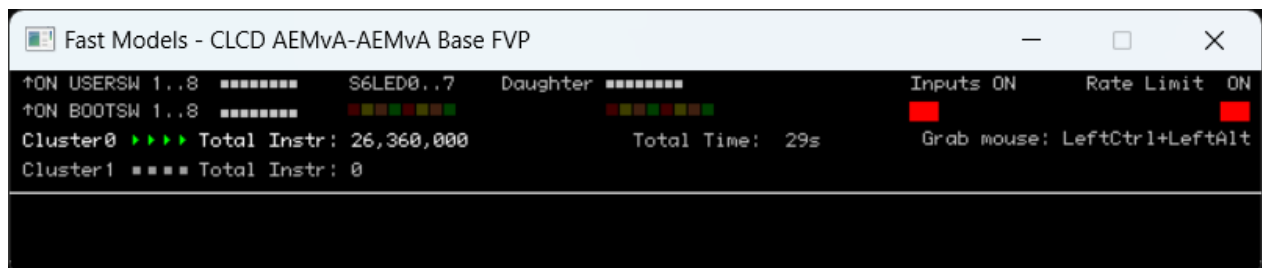 Fast Models - CLCD AEMvA-AEMvA Base FVP
↑ON USERSW 1..8 S6LED0..7 Daughter Inputs ON Rate Limit ON
↑ON BOOTSW 1..8
Cluster0 Total Instr: 26,360,000 Total Time: 29s Grab mouse: LeftCtrl+LeftAlt
Cluster1 Total Instr: 0